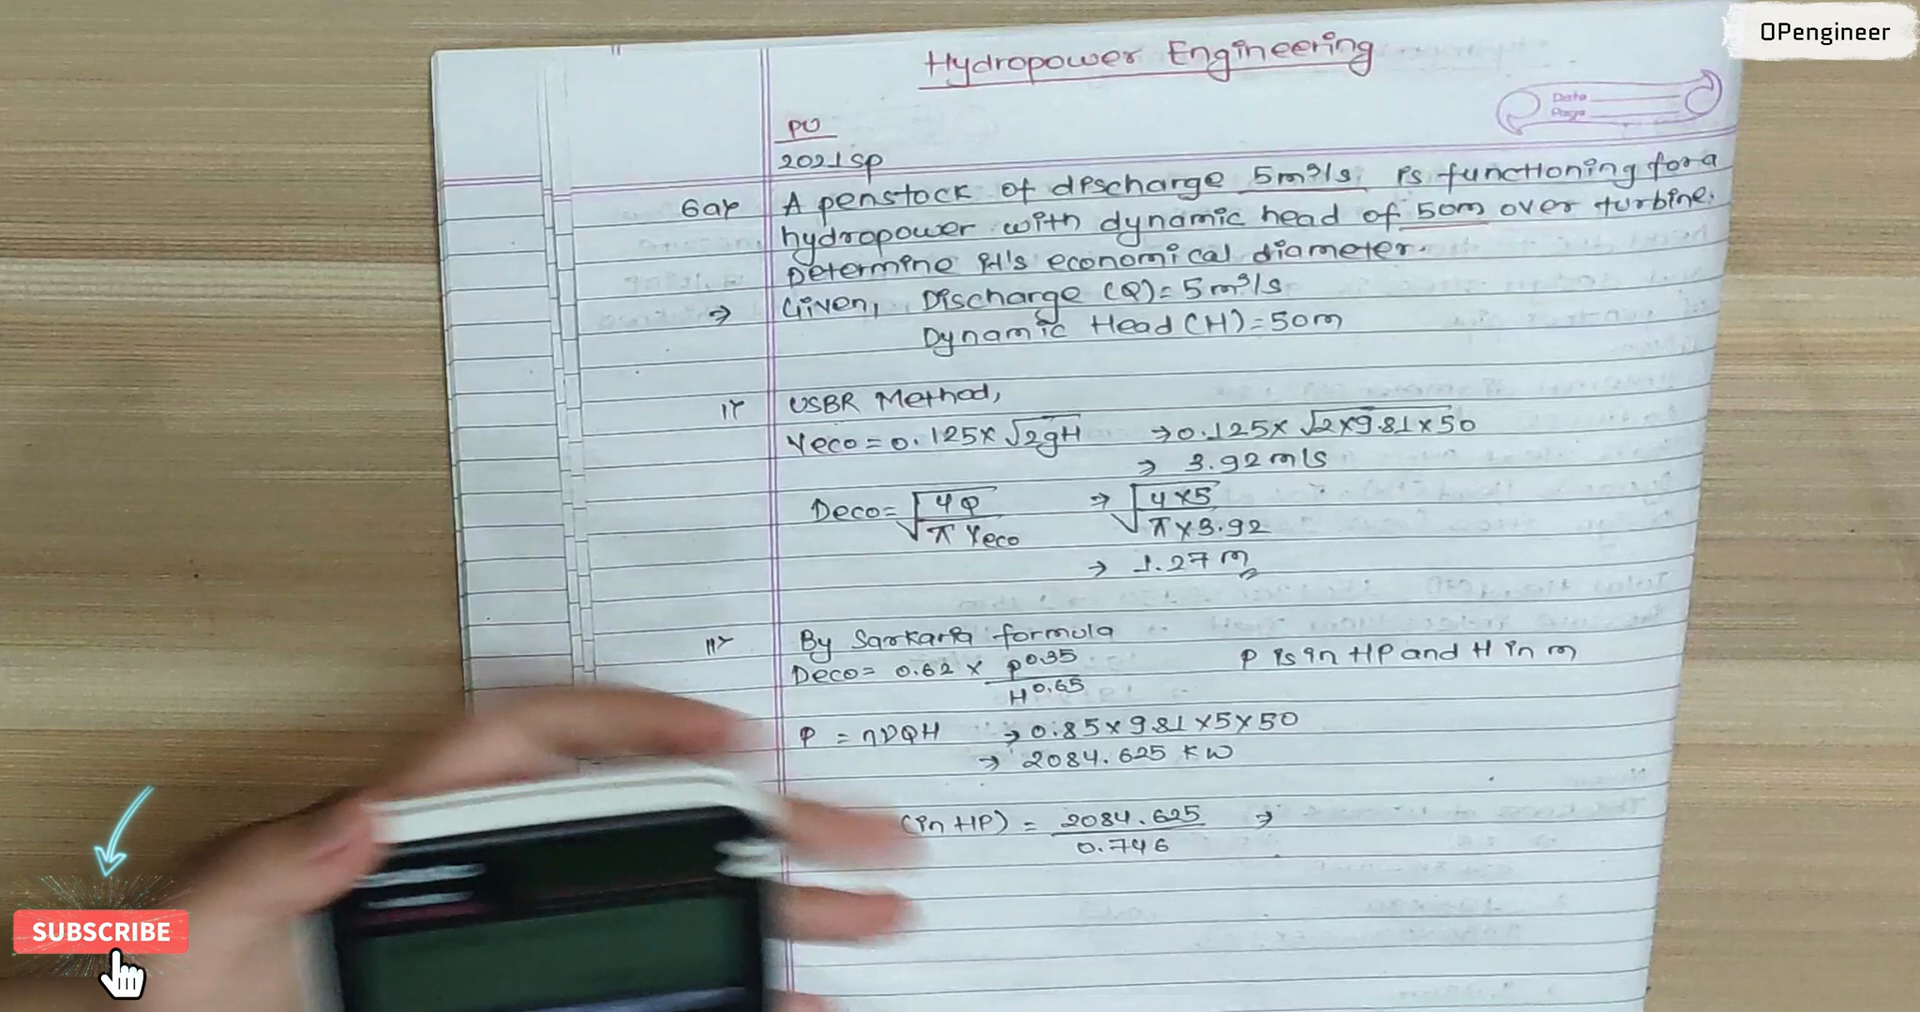 OPengineer
Hydropower Engineering
Date
Page
PU
2021 SP
6a> A penstock of discharge 5m³/s. is functioning for a
hydropower with dynamic head of 50m over turbine.
Determine it's economical diameter.
⇒ Given, Discharge (Q) = 5m³/s
Dynamic Head (H) = 50m
i> USBR Method,
Veco = 0.125 × √2gH → 0.125 × √2×9.81×50
→ 3.92 m/s
Deco = √4Q/πVeco → √4×5/π×3.92
→ 1.27 m
ii> By Sarkaria formula
Deco = 0.62 × P^0.35/H^0.65 P is in HP and H in m
P = ηγQH → 0.85×9.81×5×50
→ 2084.625 KW
(in HP) = 2084.625/0.746 →
SUBSCRIBE